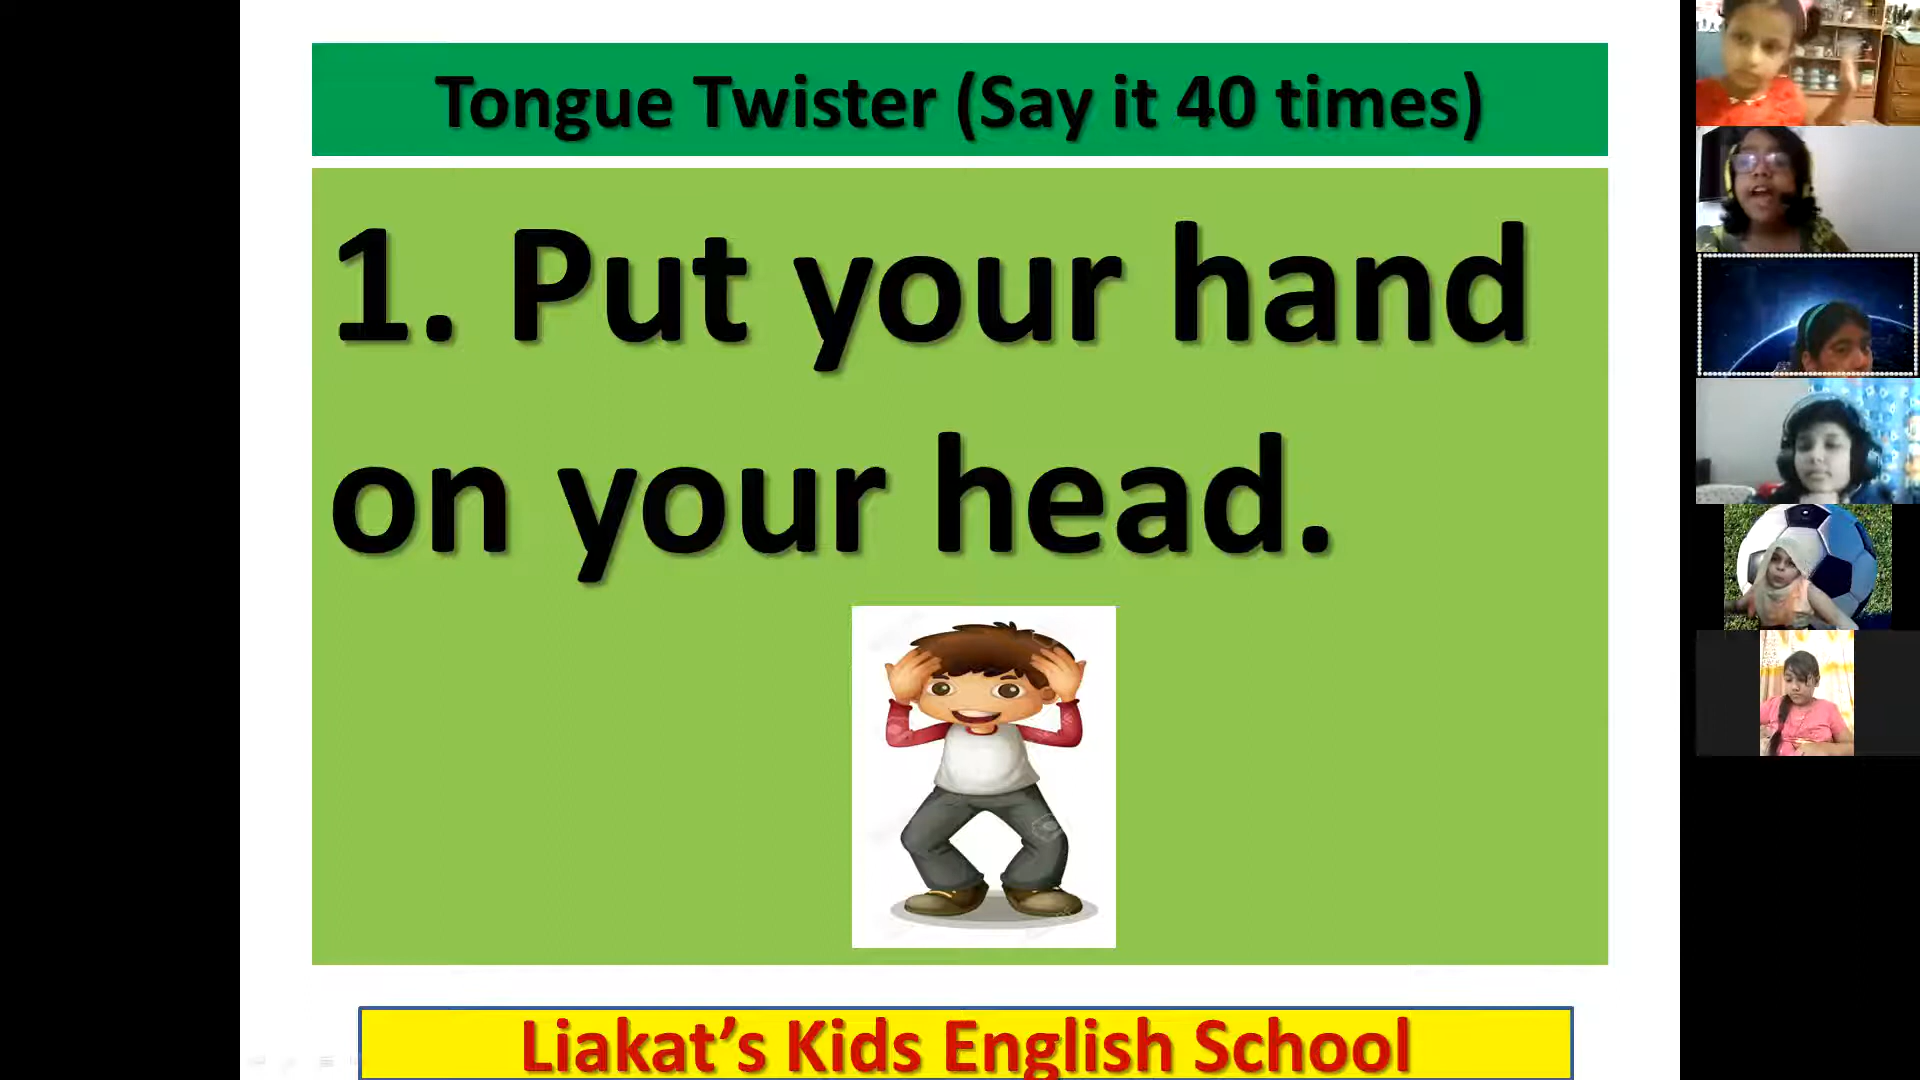 Tongue Twister (Say it 40 times)
1. Put your hand
on your head.
Liakat’s Kids English School